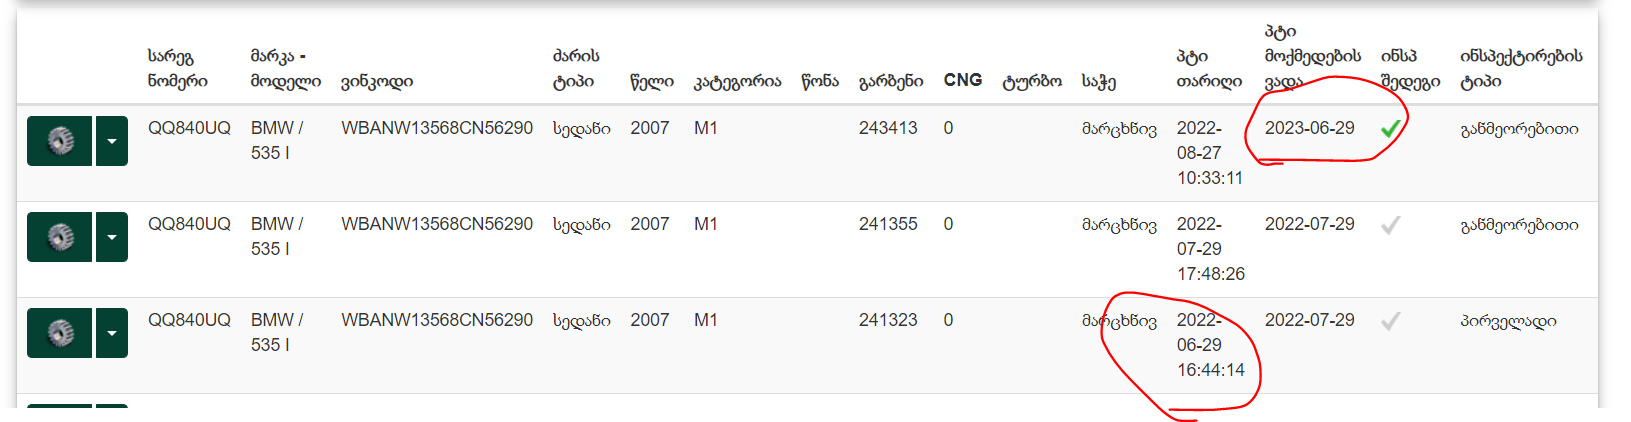 სარეგ ნომერი	მარკა - მოდელი	ვინკოდი	ძარის ტიპი	წელი	კატეგორია	წონა	გარბენი	CNG	ტურბო	საჭე	პტი თარიღი	პტი მოქმედების ვადა	ინსპ შედეგი	ინსპექტირების ტიპი
QQ840UQ	BMW / 535 I	WBANW13568CN56290	სედანი	2007	M1	243413	0	მარცხნივ	2022-08-27 10:33:11	2023-06-29	განმეორებითი
QQ840UQ	BMW / 535 I	WBANW13568CN56290	სედანი	2007	M1	241355	0	მარცხნივ	2022-07-29 17:48:26	2022-07-29	განმეორებითი
QQ840UQ	BMW / 535 I	WBANW13568CN56290	სედანი	2007	M1	241323	0	მარცხნივ	2022-06-29 16:44:14	2022-07-29	პირველადი